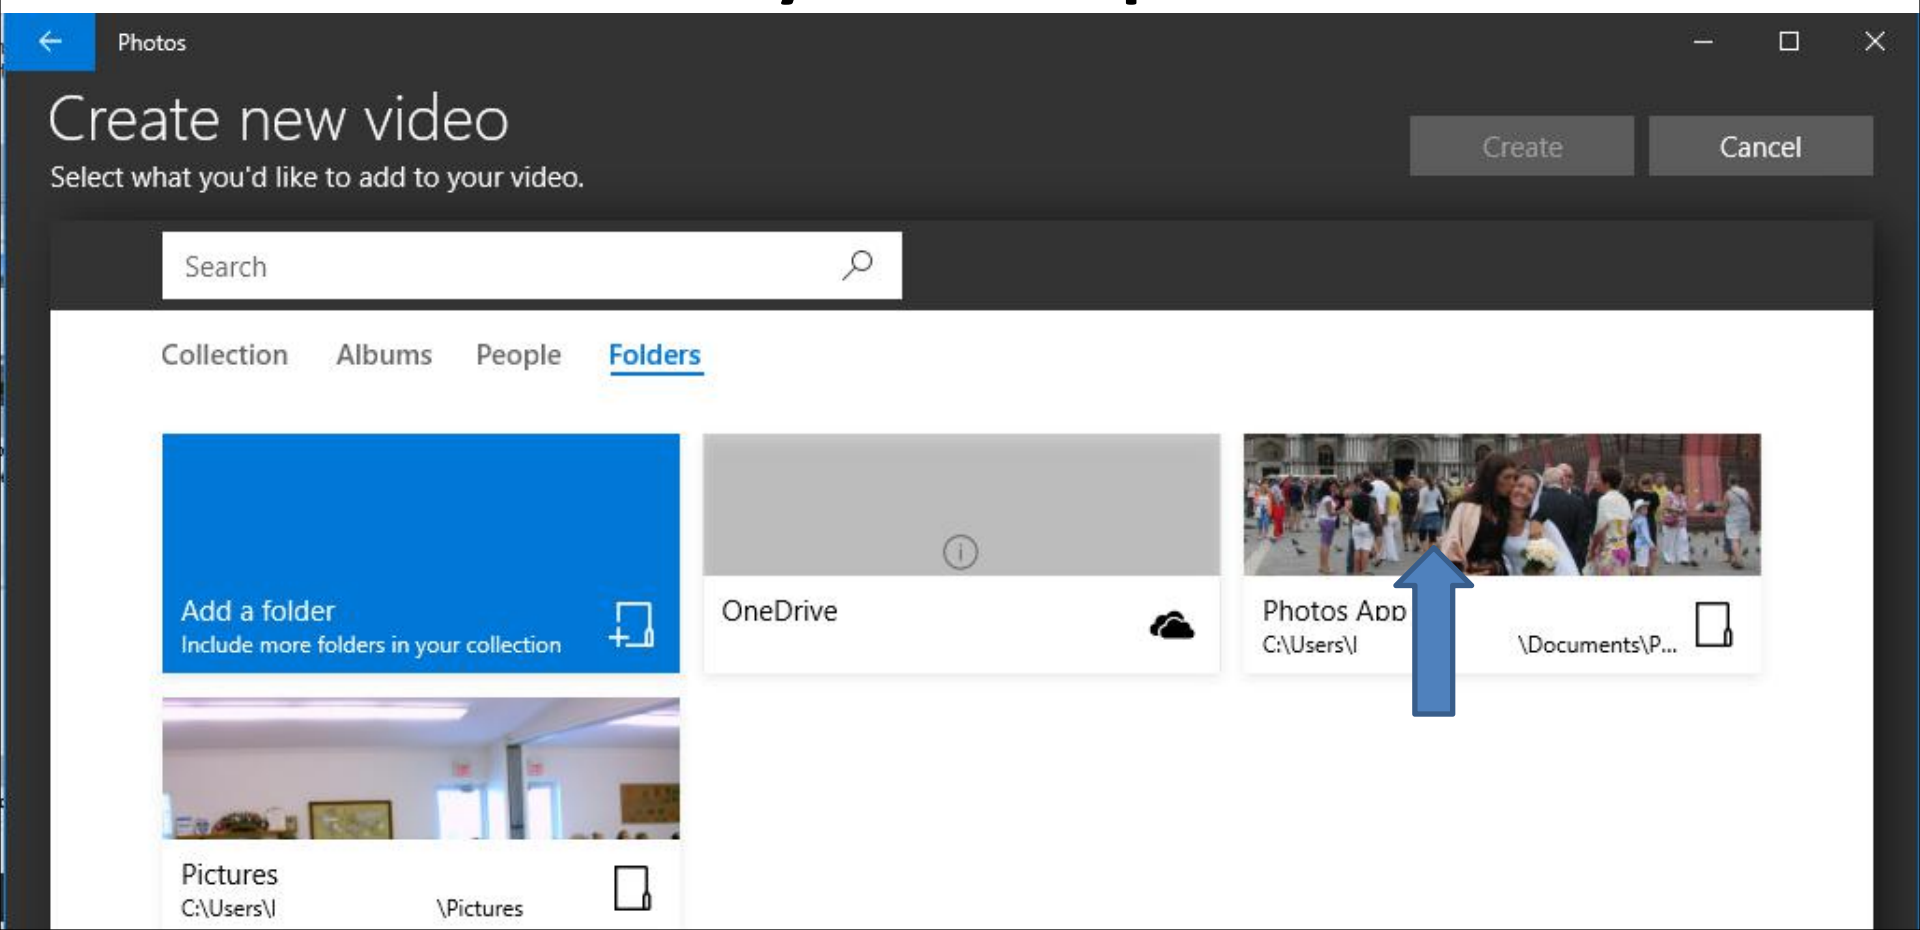 Photos
Create new video
Select what you'd like to add to your video.
Create
Cancel
Search
Collection Albums People Folders
Add a folder
Include more folders in your collection
OneDrive
Photos App
C:\Users\I \Documents\P...
Pictures
C:\Users\I \Pictures